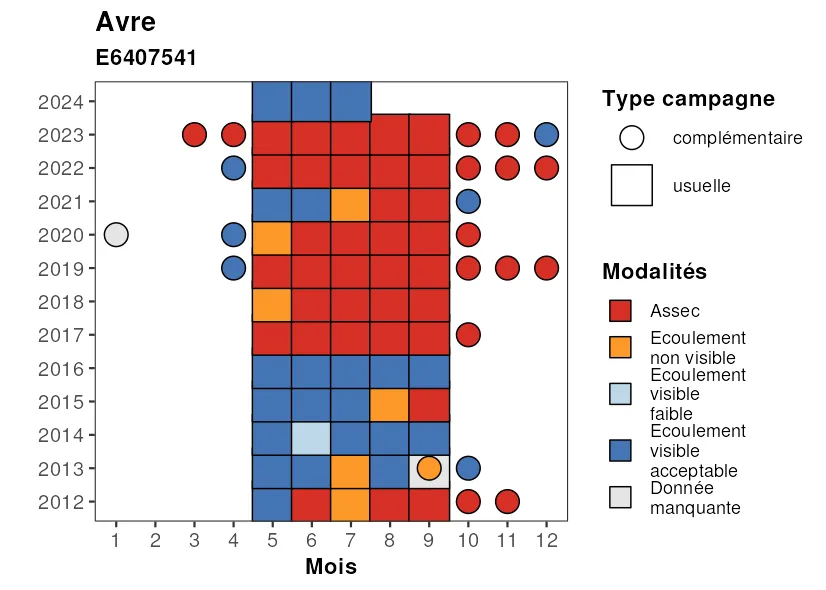 Avre
E6407541
2024
2023
2022
2021
2020
2019
2018
2017
2016
2015
2014
2013
2012
1 2 3 4 5 6 7 8 9 10 11 12
Mois
Type campagne
complémentaire
usuelle
Modalités
Assec
Ecoulement
non visible
Ecoulement
visible
faible
Ecoulement
visible
acceptable
Donnée
manquante